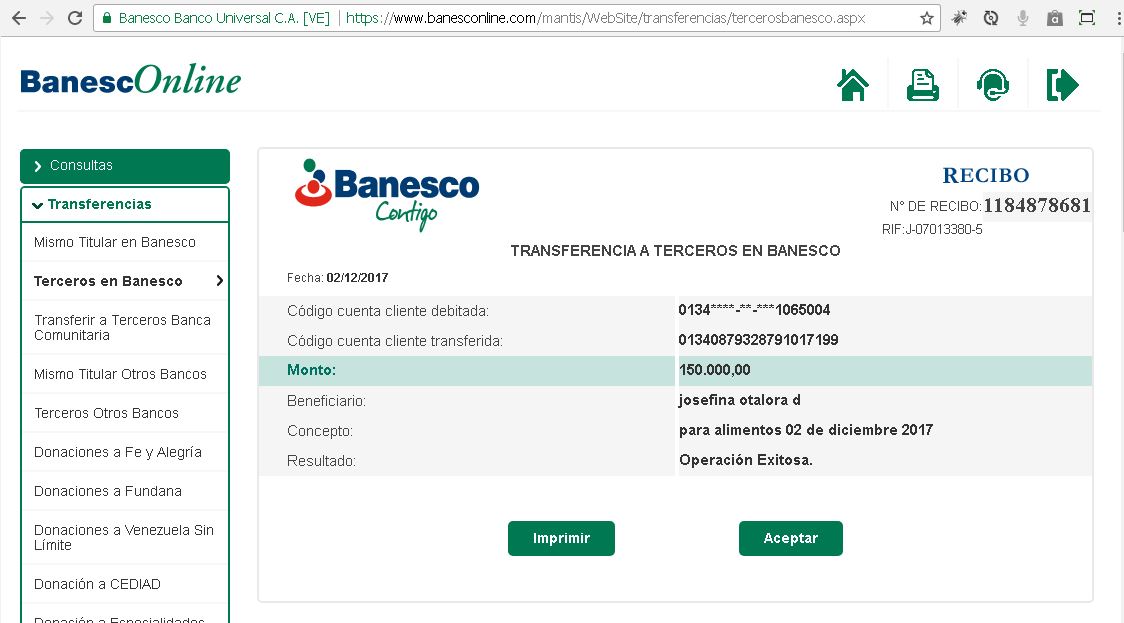 Banesco Banco Universal C.A. [VE] https://www.banesconline.com/mantis/WebSite/transferencias/tercerosbanesco.aspx
BanescOnline
Consultas
Transferencias
Mismo Titular en Banesco
Terceros en Banesco
Transferir a Terceros Banca
Comunitaria
Mismo Titular Otros Bancos
Terceros Otros Bancos
Donaciones a Fe y Alegría
Donaciones a Fundana
Donaciones a Venezuela Sin
Límite
Donación a CEDIAD
Donación a Especialidades
Banesco
Contigo
RECIBO
N° DE RECIBO: 1184878681
RIF:J-07013380-5
TRANSFERENCIA A TERCEROS EN BANESCO
Fecha: 02/12/2017
Código cuenta cliente debitada: 0134****-**-***1065004
Código cuenta cliente transferida: 01340879328791017199
Monto: 150.000,00
Beneficiario: josefina otalora d
Concepto: para alimentos 02 de diciembre 2017
Resultado: Operación Exitosa.
Imprimir Aceptar